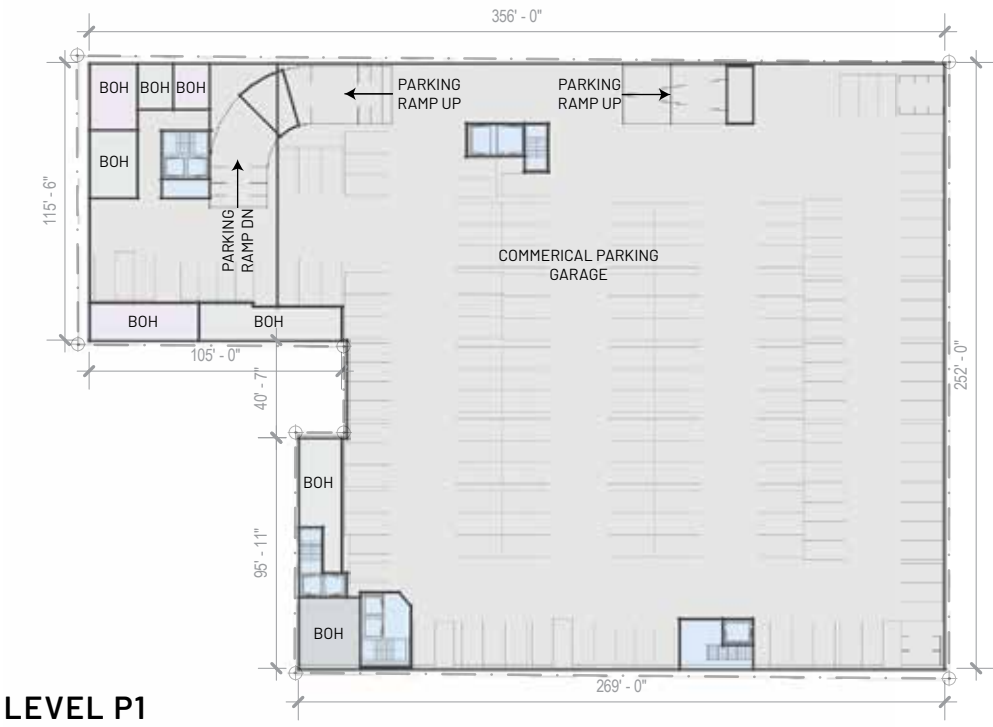 356' - 0"
BOH
BOH
BOH
PARKING
RAMP UP
PARKING
RAMP UP
BOH
115' - 6"
PARKING
RAMP DN
COMMERICAL PARKING
GARAGE
BOH
BOH
105' - 0"
40' - 7"
252' - 0"
BOH
95' - 11"
BOH
269' - 0"
LEVEL P1